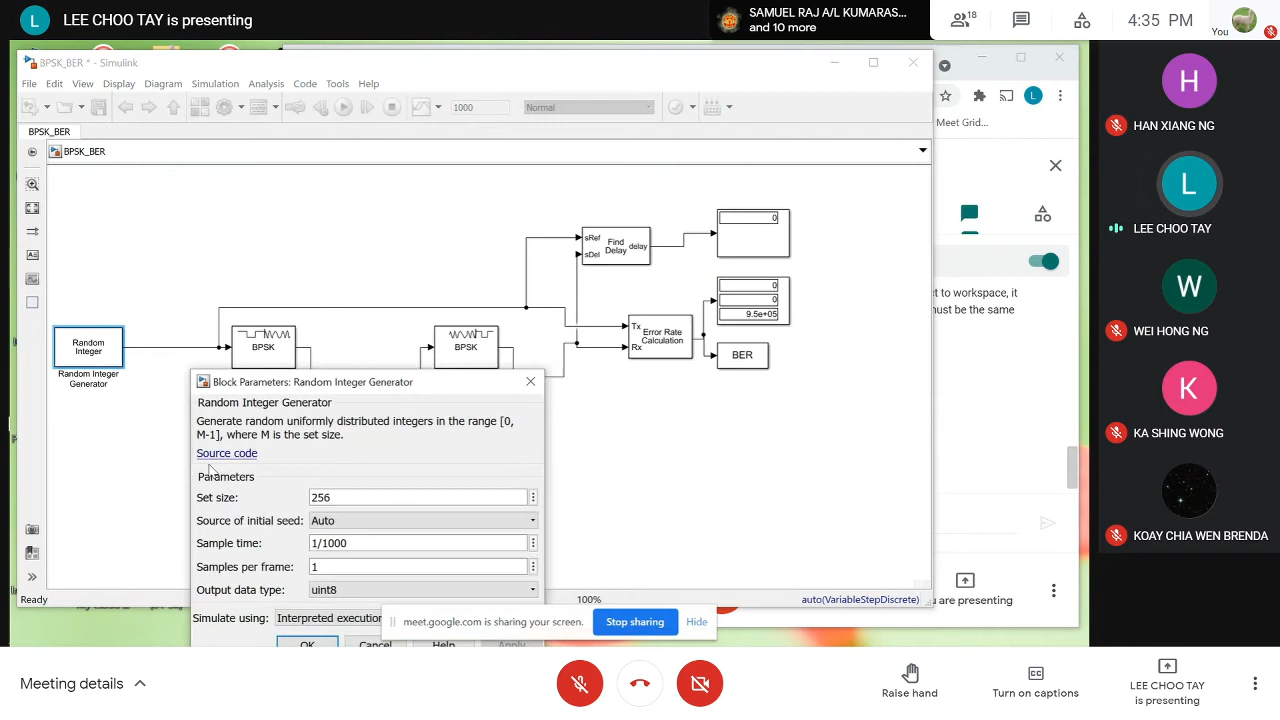 L
LEE CHOO TAY is presenting
SAMUEL RAJ A/L KUMARAS...
and 10 more
18
4:35 PM
You
BPSK_BER * - Simulink
File Edit View Display Diagram Simulation Analysis Code Tools Help
1000
Normal
BPSK_BER
BPSK_BER
Meet Grid...
L
H
HAN XIANG NG
L
LEE CHOO TAY
W
WEI HONG NG
K
KA SHING WONG
KOAY CHIA WEN BRENDA
sRef
sDel
Find
Delay
delay
0
0
0
9.5e+05
Random
Integer
Random Integer
Generator
BPSK
BPSK
Tx
Rx
Error Rate
Calculation
BER
ct to workspace, it
must be the same
Block Parameters: Random Integer Generator
Random Integer Generator
Generate random uniformly distributed integers in the range [0,
M-1], where M is the set size.
Source code
Parameters
Set size: 256
Source of initial seed: Auto
Sample time: 1/1000
Samples per frame: 1
Output data type: uint8
Simulate using: Interpreted execution
OK Cancel Help Apply
Ready
100%
auto(VariableStepDiscrete)
are presenting
meet.google.com is sharing your screen.
Stop sharing
Hide
Meeting details
Raise hand
Turn on captions
LEE CHOO TAY
is presenting